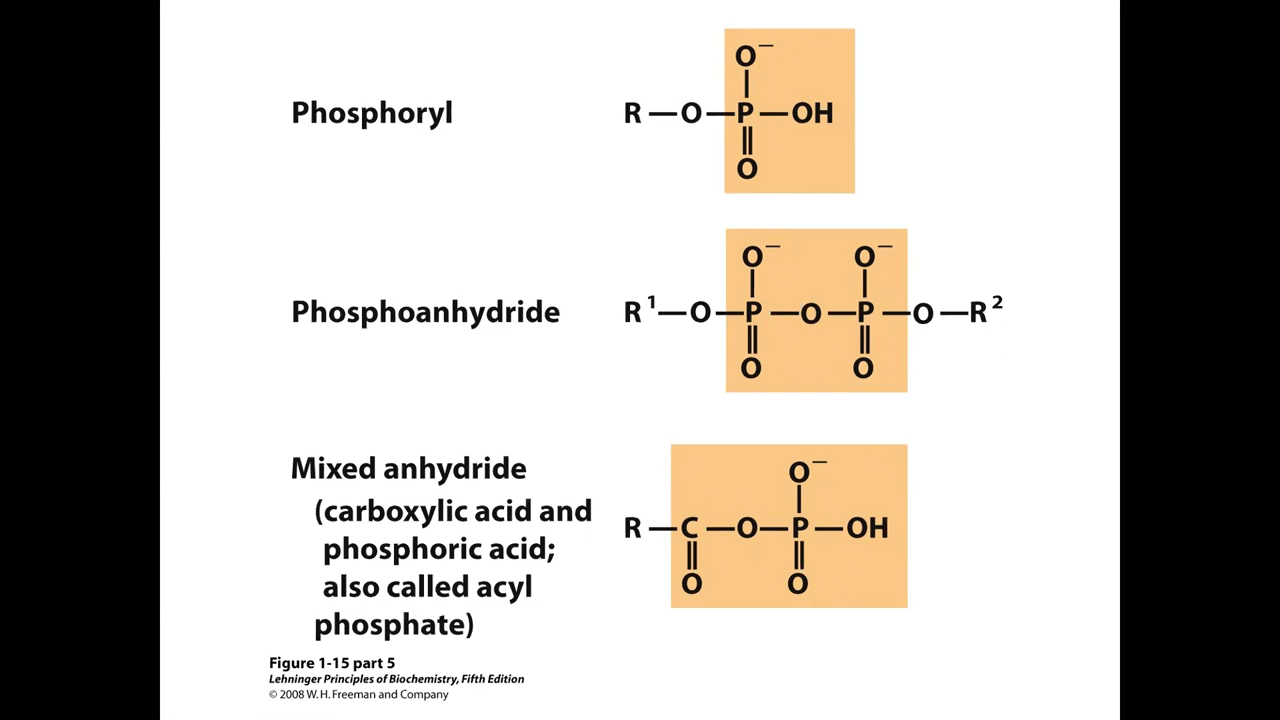 Phosphoryl
O⁻
R—O—P—OH
O
Phosphoanhydride
O⁻ O⁻
R¹—O—P—O—P—O—R²
O O
Mixed anhydride
(carboxylic acid and
phosphoric acid;
also called acyl
phosphate)
O⁻
R—C—O—P—OH
O O
Figure 1-15 part 5
Lehninger Principles of Biochemistry, Fifth Edition
© 2008 W. H. Freeman and Company